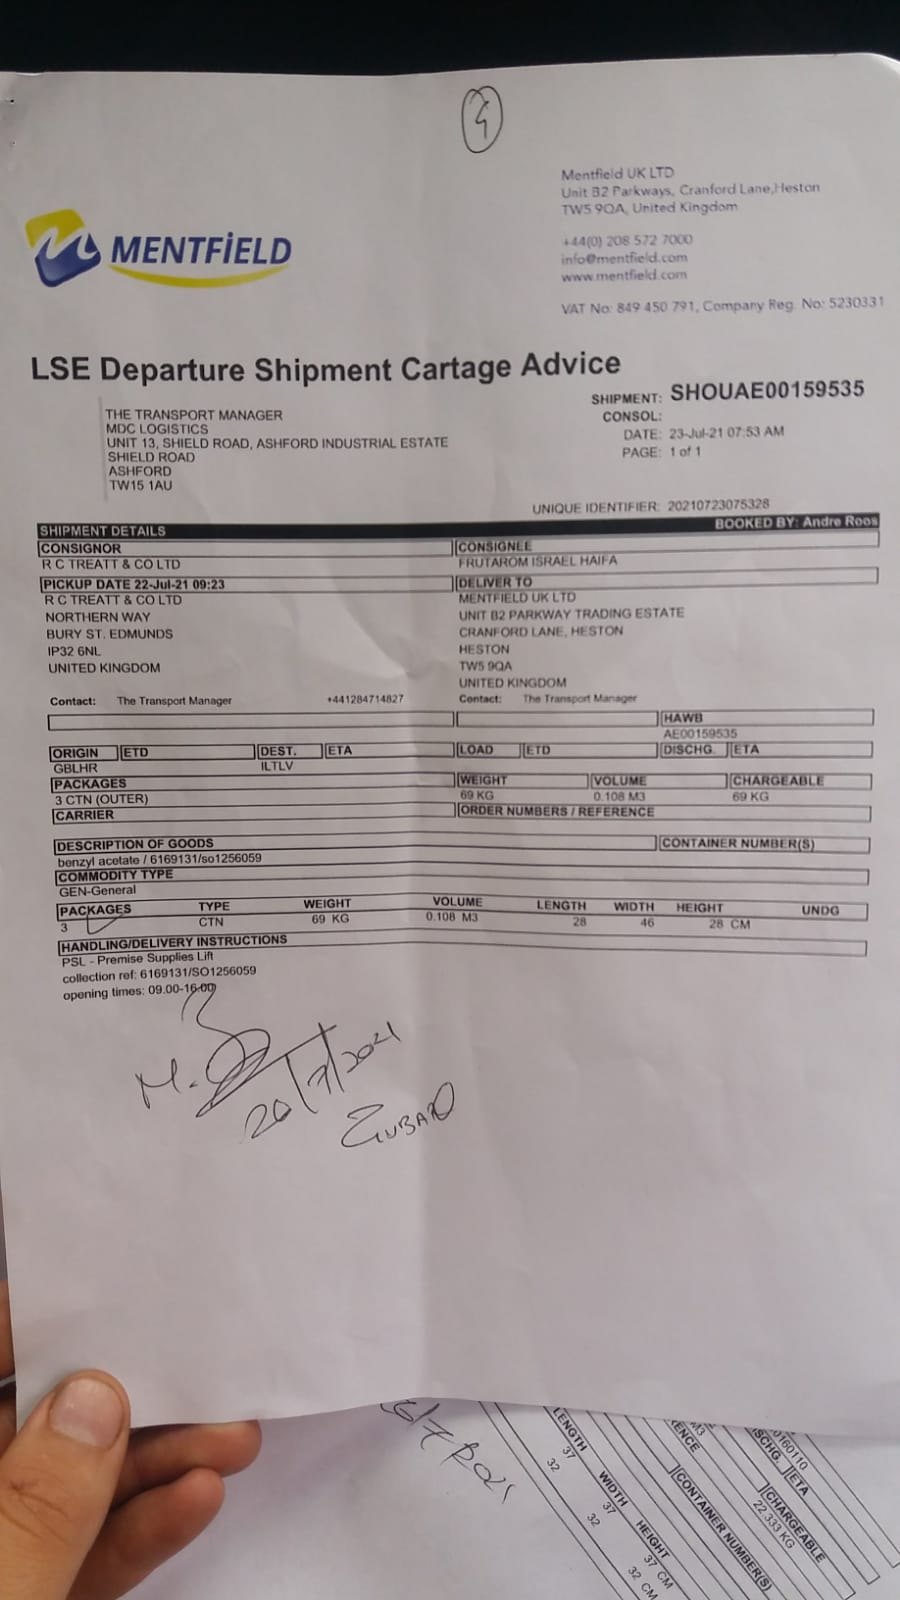 Mentfield UK LTD
Unit B2 Parkways, Cranford Lane,Heston
TW5 9QA, United Kingdom
+44(0) 208 572 7000
info@mentfield.com
www.mentfield.com
VAT No: 849 450 791, Company Reg. No: 5230331
MENTFiELD
LSE Departure Shipment Cartage Advice
THE TRANSPORT MANAGER
MDC LOGISTICS
UNIT 13, SHIELD ROAD, ASHFORD INDUSTRIAL ESTATE
SHIELD ROAD
ASHFORD
TW15 1AU
SHIPMENT: SHOUAE00159535
CONSOL:
DATE: 23-Jul-21 07:53 AM
PAGE: 1 of 1
UNIQUE IDENTIFIER: 20210723075328
SHIPMENT DETAILS BOOKED BY: Andre Roos
CONSIGNOR CONSIGNEE
R C TREATT & CO LTD FRUTAROM ISRAEL HAIFA
PICKUP DATE 22-Jul-21 09:23 DELIVER TO
R C TREATT & CO LTD MENTFIELD UK LTD
NORTHERN WAY UNIT B2 PARKWAY TRADING ESTATE
BURY ST. EDMUNDS CRANFORD LANE, HESTON
IP32 6NL HESTON
UNITED KINGDOM TW5 9QA
UNITED KINGDOM
Contact: The Transport Manager +441284714827 Contact: The Transport Manager
HAWB
AE00159535
ORIGIN ETD DEST. ETA LOAD ETD DISCHG. ETA
GBLHR ILTLV
PACKAGES WEIGHT VOLUME CHARGEABLE
3 CTN (OUTER) 69 KG 0.108 M3 69 KG
CARRIER ORDER NUMBERS / REFERENCE
DESCRIPTION OF GOODS CONTAINER NUMBER(S)
benzyl acetate / 6169131/so1256059
COMMODITY TYPE
GEN-General
PACKAGES TYPE WEIGHT VOLUME LENGTH WIDTH HEIGHT UNDG
3 CTN 69 KG 0.108 M3 28 46 28 CM
HANDLING/DELIVERY INSTRUCTIONS
PSL - Premise Supplies Lift
collection ref: 6169131/SO1256059
opening times: 09.00-16:00
M.
26/7/2021
LENGTH WIDTH HEIGHT
37 37 37 CM
32 32 32 CM
M3
ERENCE
CONTAINER NUMBER(S)
0160110
SCHG. ETA
CHARGEABLE
22.333 KG